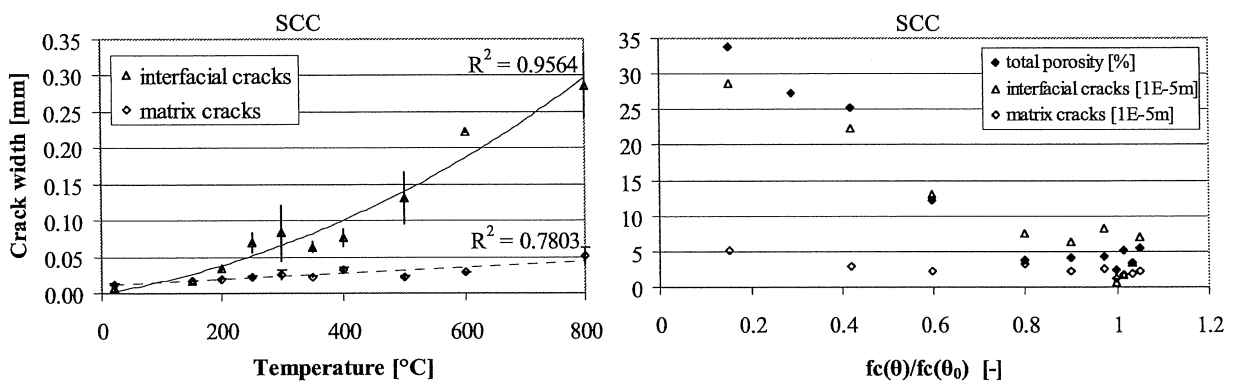 SCC
0.35
0.30
0.25
0.20
0.15
0.10
0.05
0.00
Crack width [mm]
interfacial cracks
matrix cracks
R² = 0.9564
R² = 0.7803
0 200 400 600 800
Temperature [°C]
SCC
35
30
25
20
15
10
5
0
total porosity [%]
interfacial cracks [1E-5m]
matrix cracks [1E-5m]
0 0.2 0.4 0.6 0.8 1 1.2
fc(θ)/fc(θ₀) [-]